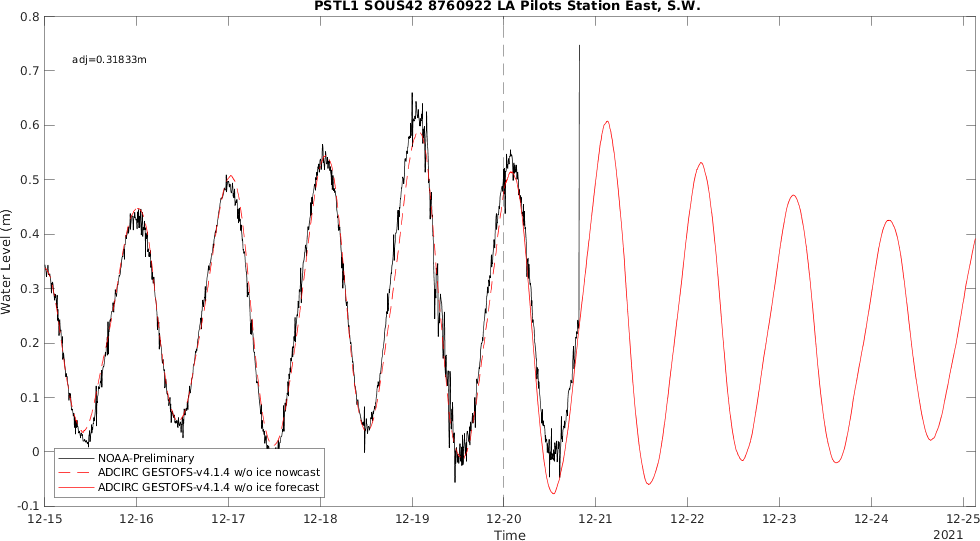 PSTL1 SOUS42 8760922 LA Pilots Station East, S.W.
adj=0.31833m
0.8
0.7
0.6
0.5
0.4
0.3
0.2
0.1
0
-0.1
Water Level (m)
NOAA-Preliminary
ADCIRC GESTOFS-v4.1.4 w/o ice nowcast
ADCIRC GESTOFS-v4.1.4 w/o ice forecast
12-15 12-16 12-17 12-18 12-19 12-20 12-21 12-22 12-23 12-24 12-25
Time
2021